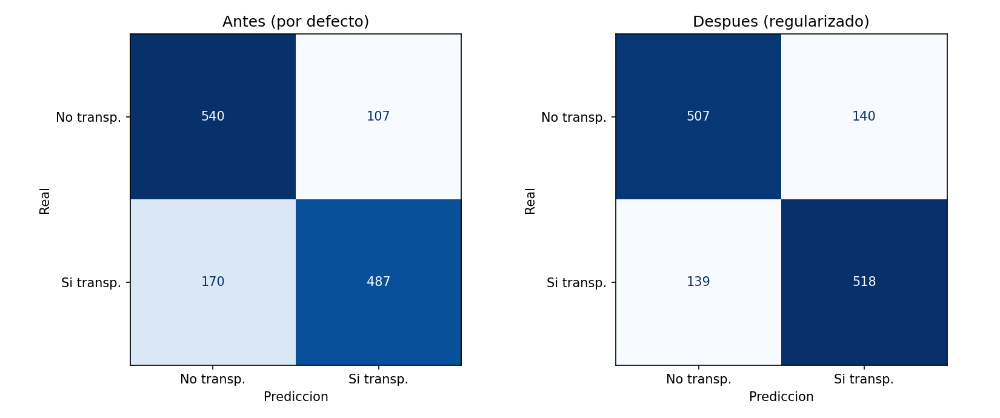 Antes (por defecto)
No transp.
540
107
Si transp.
170
487
Real
No transp.
Si transp.
Prediccion
Despues (regularizado)
No transp.
507
140
Si transp.
139
518
Real
No transp.
Si transp.
Prediccion